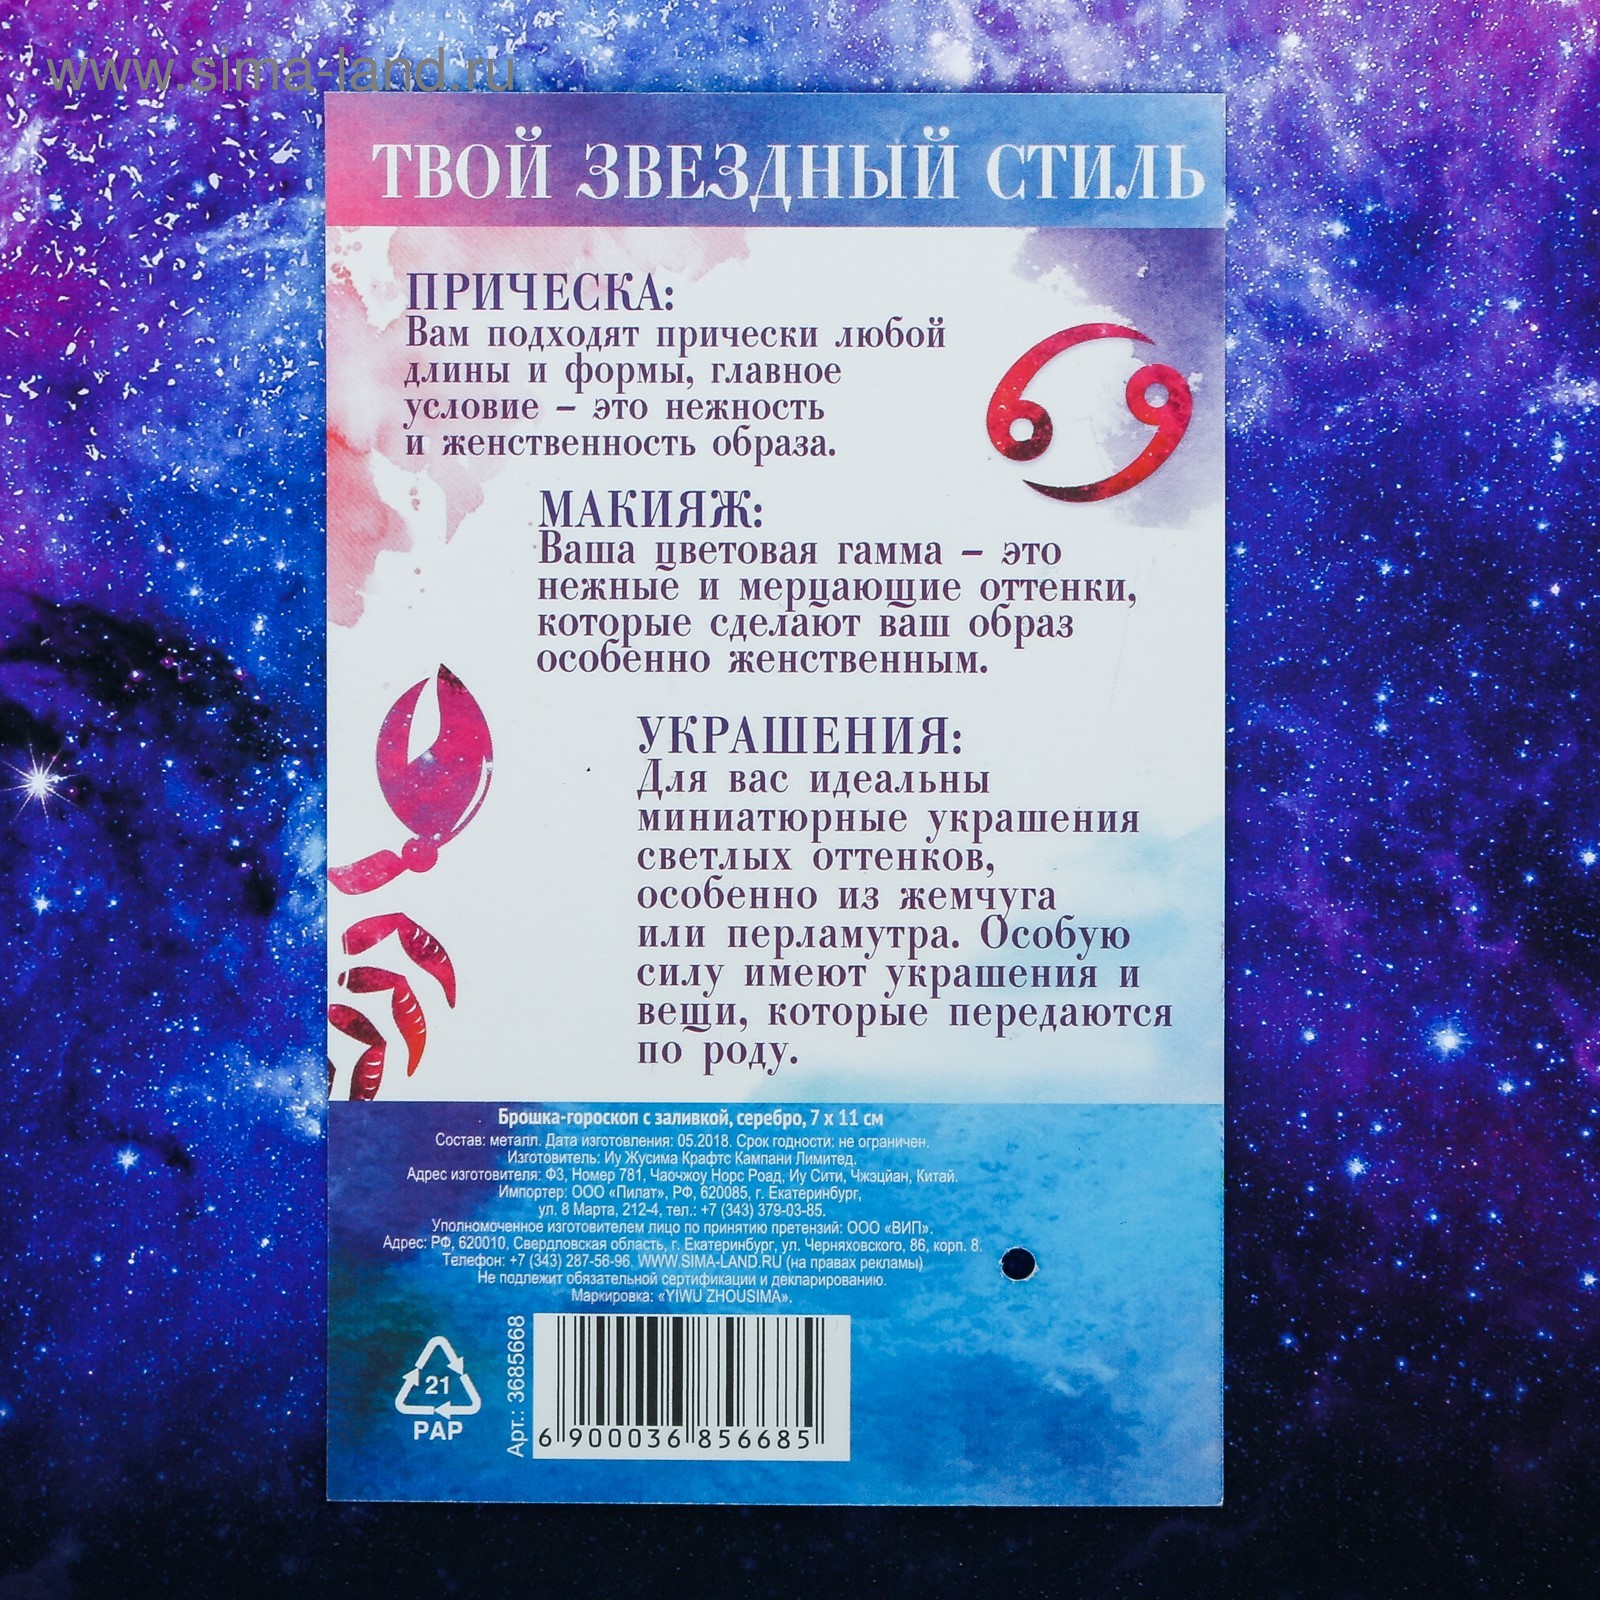 www.sima-land.ru
ТВОЙ ЗВЕЗДНЫЙ СТИЛЬ
ПРИЧЕСКА:
Вам подходят прически любой
длины и формы, главное
условие – это нежность
и женственность образа.
МАКИЯЖ:
Ваша цветовая гамма – это
нежные и мерцающие оттенки,
которые сделают ваш образ
особенно женственным.
УКРАШЕНИЯ:
Для вас идеальны
миниатюрные украшения
светлых оттенков,
особенно из жемчуга
или перламутра. Особую
силу имеют украшения и
вещи, которые передаются
по роду.
Брошка-гороскоп с заливкой, серебро, 7 х 11 см
Состав: металл. Дата изготовления: 05.2018. Срок годности: не ограничен.
Изготовитель: Иу Жусима Крафтс Кампани Лимитед.
Адрес изготовителя: Ф3, Номер 781, Чаочжоу Норс Роад, Иу Сити, Чжэцйан, Китай.
Импортер: ООО «Пилат», РФ, 620085, г. Екатеринбург,
ул. 8 Марта, 212-4, тел.: +7 (343) 379-03-85.
Уполномоченное изготовителем лицо по принятию претензий: ООО «ВИП».
Адрес: РФ, 620010, Свердловская область, г. Екатеринбург, ул. Черняховского, 86, корп. 8.
Телефон: +7 (343) 287-56-96. WWW.SIMA-LAND.RU (на правах рекламы)
Не подлежит обязательной сертификации и декларированию.
Маркировка: «YIWU ZHOUSIMA».
21
PAP
Арт.: 3685668
6 900036 856685